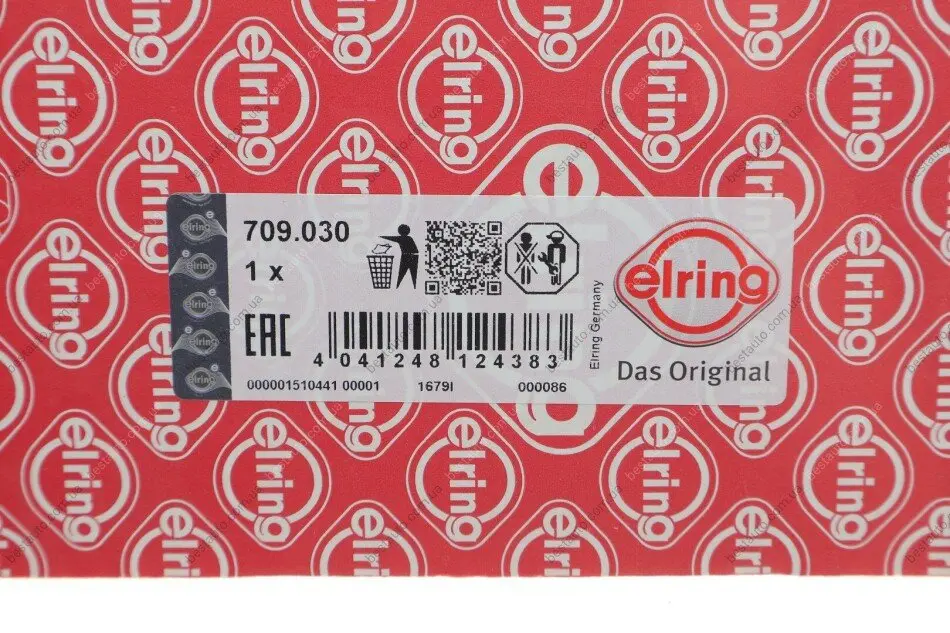 709.030
1 x
EAC
4 041248 124383
000001510441 00001 1679I 000086
Elring Germany
elring
Das Original